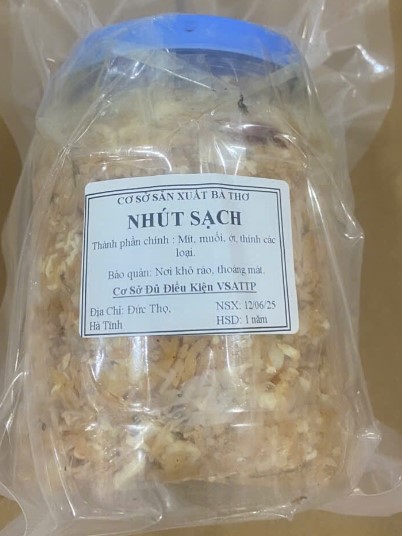 CƠ SỞ SẢN XUẤT BÀ THƠ
NHÚT SẠCH
Thành phần chính : Mít, muối, ớt, thính các
loại.
Bảo quản: Nơi khô ráo, thoáng mát.
Cơ Sở Đủ Điều Kiện VSATTP
Địa Chỉ: Đức Thọ,
Hà Tĩnh
NSX: 12/06/25
HSD: 1 năm